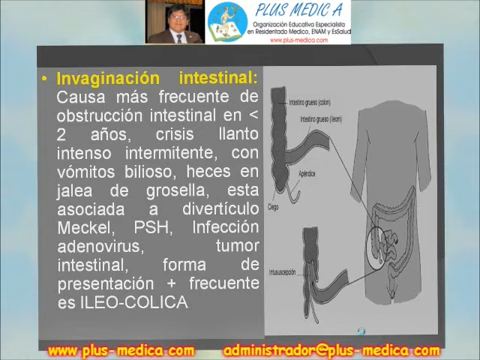 PLUS MEDIC A
Organización Educativa Especialista
en Residentado Medico, ENAM y EsSalud
www.plus-medica.com
• Invaginación intestinal:
Causa más frecuente de
obstrucción intestinal en <
2 años, crisis llanto
intenso intermitente, con
vómitos bilioso, heces en
jalea de grosella, esta
asociada a divertículo
Meckel, PSH, Infección
adenovirus, tumor
intestinal, forma de
presentación + frecuente
es ILEO-COLICA
Intestino grueso (colon)
Intestino grueso (íleon)
Apéndice
Ciego
Intususcepción
www.plus-medica.com
administrador@plus-medica.com